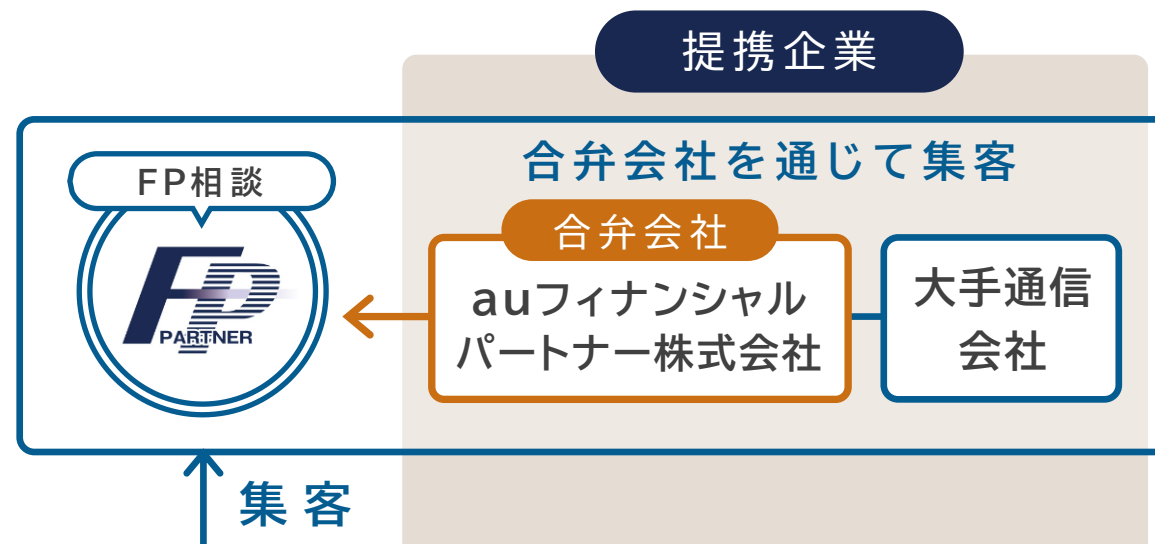 提携企業
合弁会社を通じて集客
FP相談
合弁会社
FP
PARTNER
auフィナンシャル
パートナー株式会社
大手通信
会社
集客